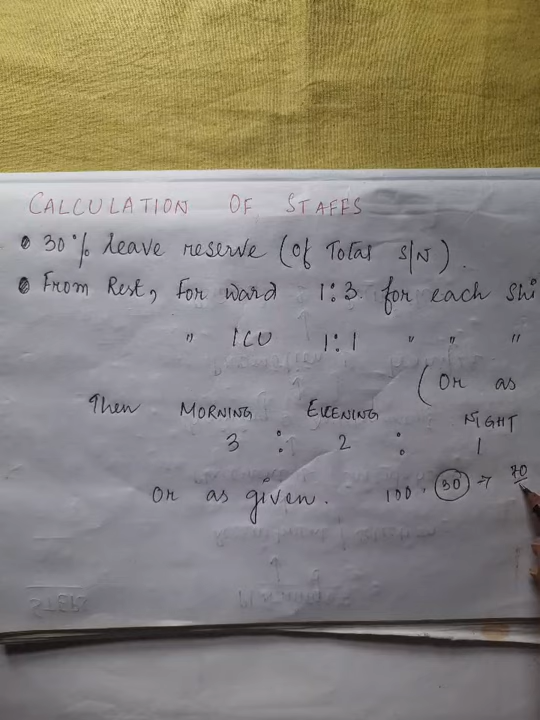 CALCULATION OF STAFFS
• 30% leave reserve (Of Total S/N).
• From Rest, For ward 1:3. for each Shi
" ICU 1:1 " " "
(Or as
Then MORNING EVENING NIGHT
3 : 2 : 1
Or as given. 100 - 30 → 70